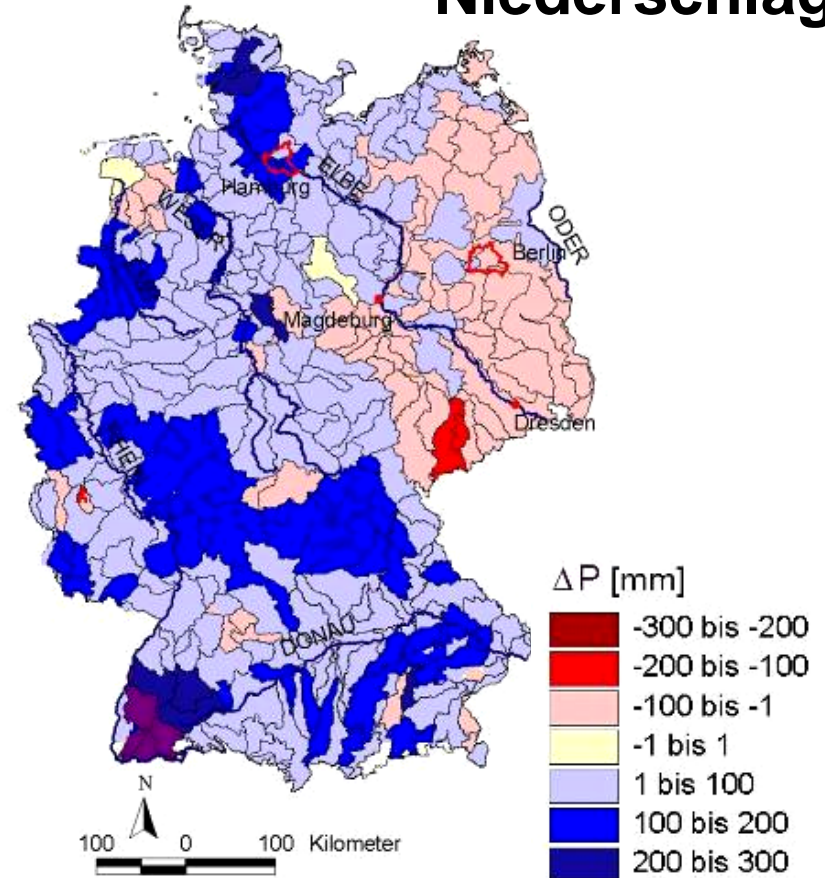 Niederschlag
ELBE
Hamburg
WESER
ODER
Berlin
Magdeburg
Dresden
DONAU
ΔP [mm]
-300 bis -200
-200 bis -100
-100 bis -1
-1 bis 1
1 bis 100
100 bis 200
200 bis 300
N
100 0 100 Kilometer